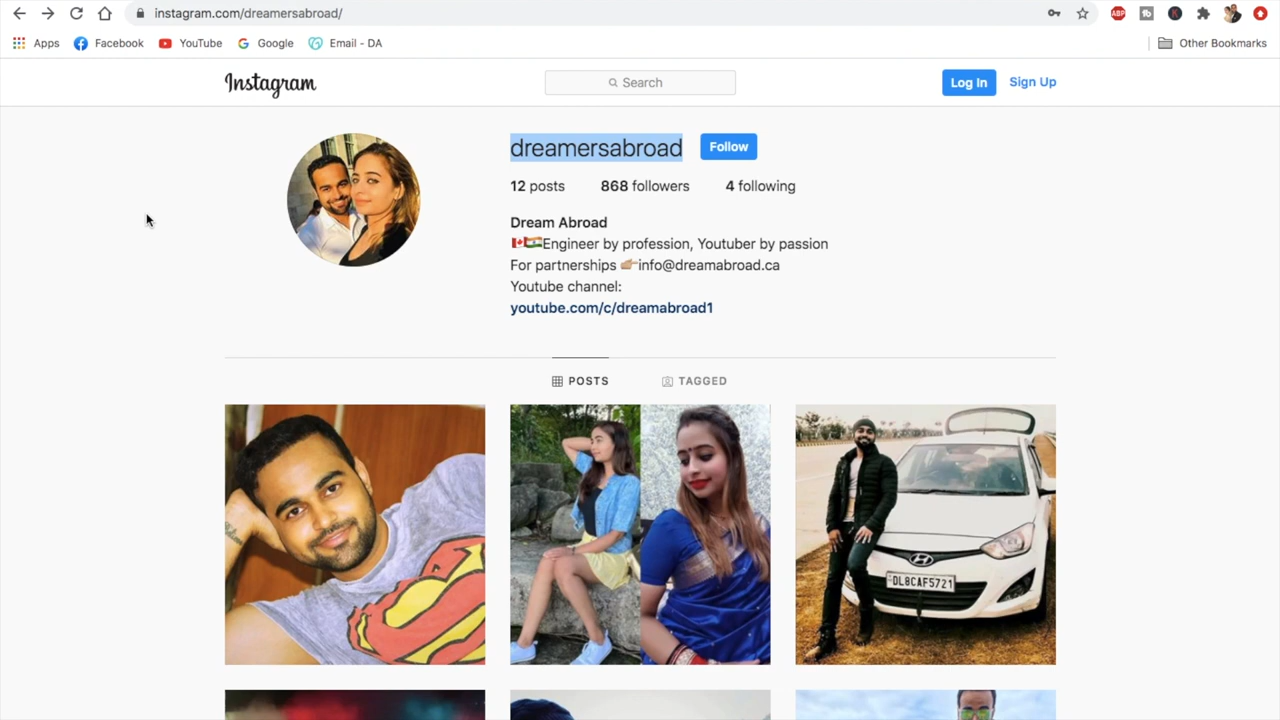 instagram.com/dreamersabroad/
ABP
Apps
Facebook
YouTube
Google
Email - DA
Other Bookmarks
Instagram
Search
Log In
Sign Up
dreamersabroad
Follow
12 posts
868 followers
4 following
Dream Abroad
🇨🇦🇮🇳Engineer by profession, Youtuber by passion
For partnerships 👉🏼info@dreamabroad.ca
Youtube channel:
youtube.com/c/dreamabroad1
POSTS
TAGGED
DL8CAF5721